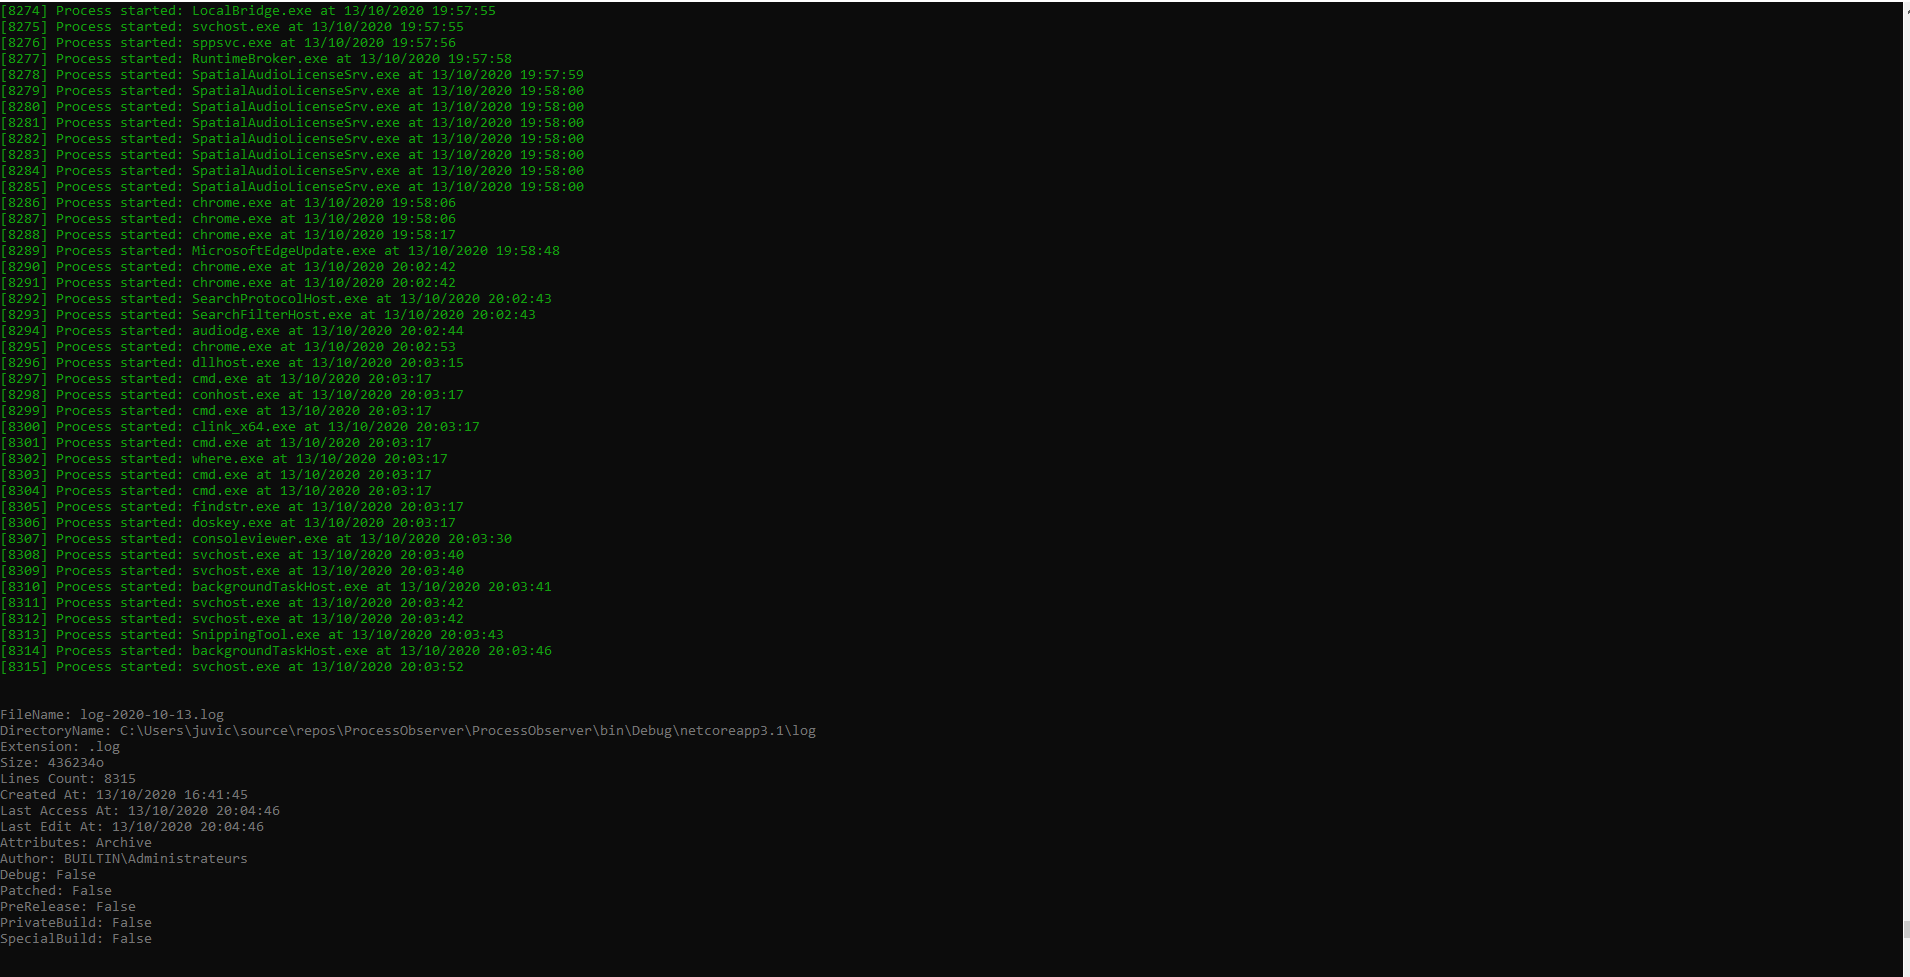 [8274] Process started: LocalBridge.exe at 13/10/2020 19:57:55
[8275] Process started: svchost.exe at 13/10/2020 19:57:55
[8276] Process started: sppsvc.exe at 13/10/2020 19:57:56
[8277] Process started: RuntimeBroker.exe at 13/10/2020 19:57:58
[8278] Process started: SpatialAudioLicenseSrv.exe at 13/10/2020 19:57:59
[8279] Process started: SpatialAudioLicenseSrv.exe at 13/10/2020 19:58:00
[8280] Process started: SpatialAudioLicenseSrv.exe at 13/10/2020 19:58:00
[8281] Process started: SpatialAudioLicenseSrv.exe at 13/10/2020 19:58:00
[8282] Process started: SpatialAudioLicenseSrv.exe at 13/10/2020 19:58:00
[8283] Process started: SpatialAudioLicenseSrv.exe at 13/10/2020 19:58:00
[8284] Process started: SpatialAudioLicenseSrv.exe at 13/10/2020 19:58:00
[8285] Process started: SpatialAudioLicenseSrv.exe at 13/10/2020 19:58:00
[8286] Process started: chrome.exe at 13/10/2020 19:58:06
[8287] Process started: chrome.exe at 13/10/2020 19:58:06
[8288] Process started: chrome.exe at 13/10/2020 19:58:17
[8289] Process started: MicrosoftEdgeUpdate.exe at 13/10/2020 19:58:48
[8290] Process started: chrome.exe at 13/10/2020 20:02:42
[8291] Process started: chrome.exe at 13/10/2020 20:02:42
[8292] Process started: SearchProtocolHost.exe at 13/10/2020 20:02:43
[8293] Process started: SearchFilterHost.exe at 13/10/2020 20:02:43
[8294] Process started: audiodg.exe at 13/10/2020 20:02:44
[8295] Process started: chrome.exe at 13/10/2020 20:02:53
[8296] Process started: dllhost.exe at 13/10/2020 20:03:15
[8297] Process started: cmd.exe at 13/10/2020 20:03:17
[8298] Process started: conhost.exe at 13/10/2020 20:03:17
[8299] Process started: cmd.exe at 13/10/2020 20:03:17
[8300] Process started: clink_x64.exe at 13/10/2020 20:03:17
[8301] Process started: cmd.exe at 13/10/2020 20:03:17
[8302] Process started: where.exe at 13/10/2020 20:03:17
[8303] Process started: cmd.exe at 13/10/2020 20:03:17
[8304] Process started: cmd.exe at 13/10/2020 20:03:17
[8305] Process started: findstr.exe at 13/10/2020 20:03:17
[8306] Process started: doskey.exe at 13/10/2020 20:03:17
[8307] Process started: consoleviewer.exe at 13/10/2020 20:03:30
[8308] Process started: svchost.exe at 13/10/2020 20:03:40
[8309] Process started: svchost.exe at 13/10/2020 20:03:40
[8310] Process started: backgroundTaskHost.exe at 13/10/2020 20:03:41
[8311] Process started: svchost.exe at 13/10/2020 20:03:42
[8312] Process started: svchost.exe at 13/10/2020 20:03:42
[8313] Process started: SnippingTool.exe at 13/10/2020 20:03:43
[8314] Process started: backgroundTaskHost.exe at 13/10/2020 20:03:46
[8315] Process started: svchost.exe at 13/10/2020 20:03:52
FileName: log-2020-10-13.log
DirectoryName: C:\Users\juvic\source\repos\ProcessObserver\ProcessObserver\bin\Debug\netcoreapp3.1\log
Extension: .log
Size: 436234o
Lines Count: 8315
Created At: 13/10/2020 16:41:45
Last Access At: 13/10/2020 20:04:46
Last Edit At: 13/10/2020 20:04:46
Attributes: Archive
Author: BUILTIN\Administrateurs
Debug: False
Patched: False
PreRelease: False
PrivateBuild: False
SpecialBuild: False